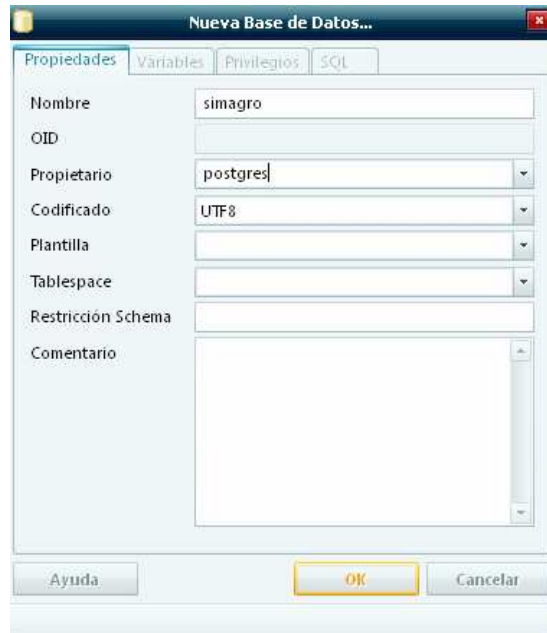 Nueva Base de Datos...
Propiedades Variables Privilegios SQL
Nombre simagro
OID
Propietario postgres
Codificado UTF8
Plantilla
Tablespace
Restricción Schema
Comentario
Ayuda OK Cancelar